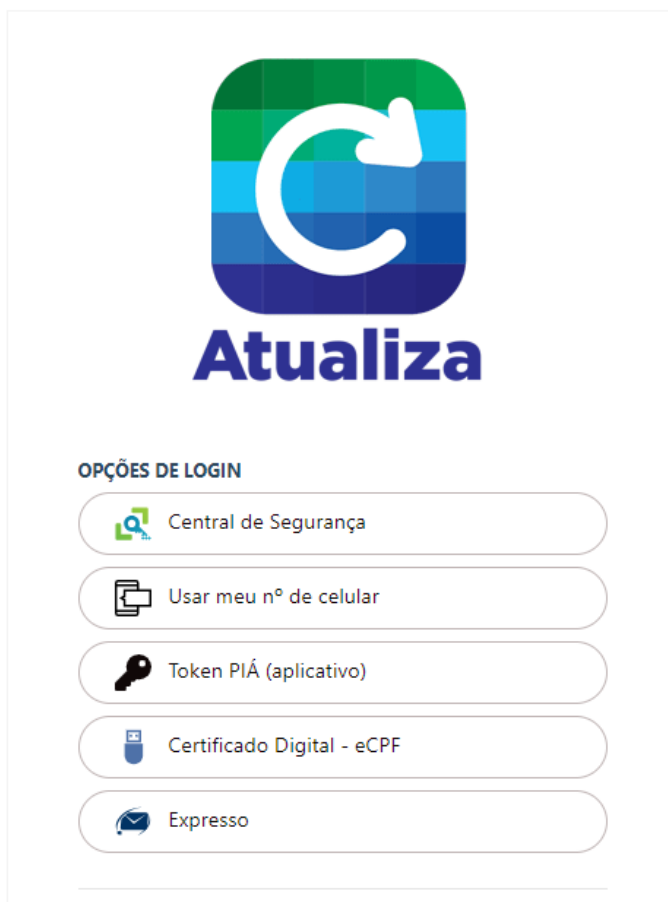 Atualiza
OPÇÕES DE LOGIN
Central de Segurança
Usar meu nº de celular
Token PIÁ (aplicativo)
Certificado Digital - eCPF
Expresso